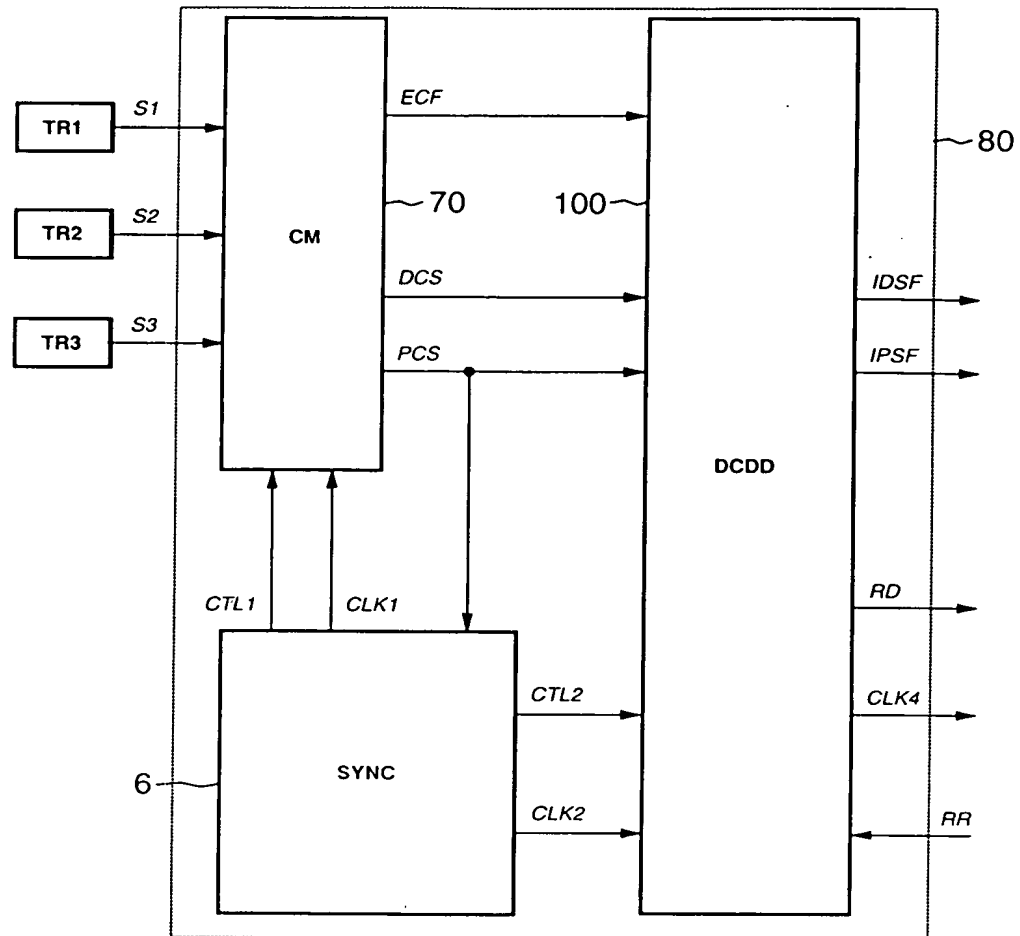 S1
ECF
TR1
80
70
100
S2
TR2
CM
DCS
IDSF
S3
TR3
PCS
IPSF
DCDD
CTL1
CLK1
RD
CTL2
CLK4
SYNC
6
CLK2
RR